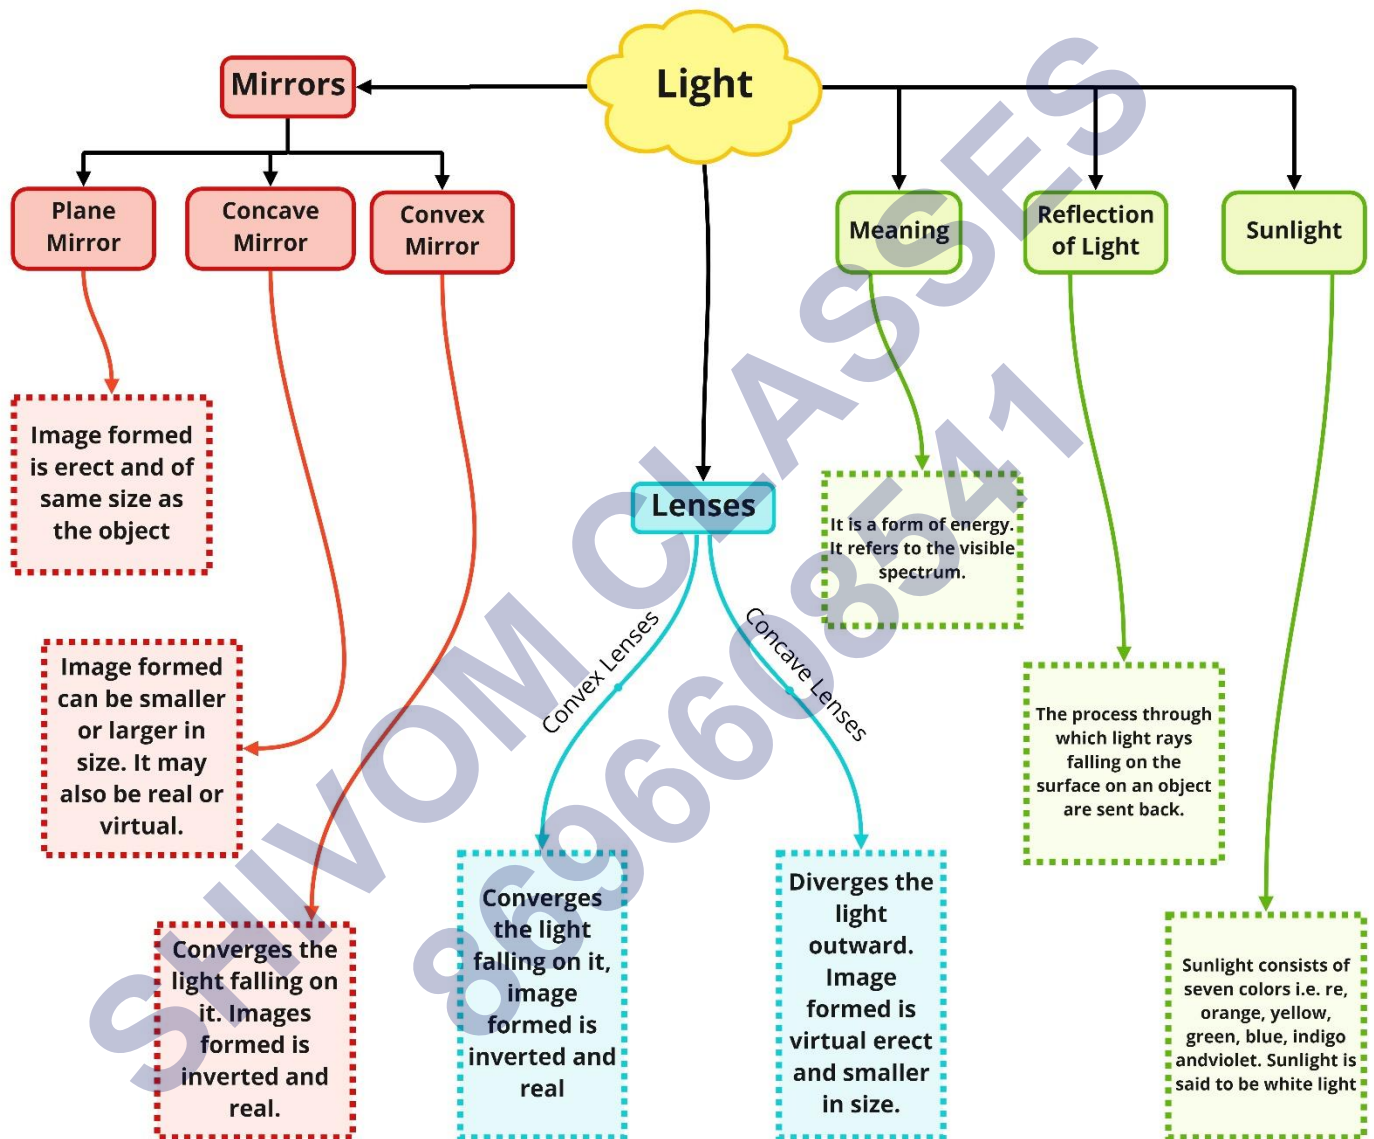 Light
Mirrors
Plane
Mirror
Concave
Mirror
Convex
Mirror
Meaning
Reflection
of Light
Sunlight
Image formed
is erect and of
same size as
the object
Lenses
It is a form of energy.
It refers to the visible
spectrum.
Convex Lenses
Concave Lenses
Image formed
can be smaller
or larger in
size. It may
also be real or
virtual.
The process through
which light rays
falling on the
surface on an object
are sent back.
Converges the
light falling on
it. Images
formed is
inverted and
real.
Converges
the light
falling on it,
image
formed is
inverted and
real
Diverges the
light
outward.
Image
formed is
virtual erect
and smaller
in size.
Sunlight consists of
seven colors i.e. re,
orange, yellow,
green, blue, indigo
andviolet. Sunlight is
said to be white light
SHIVOM CLASSES
8696608541